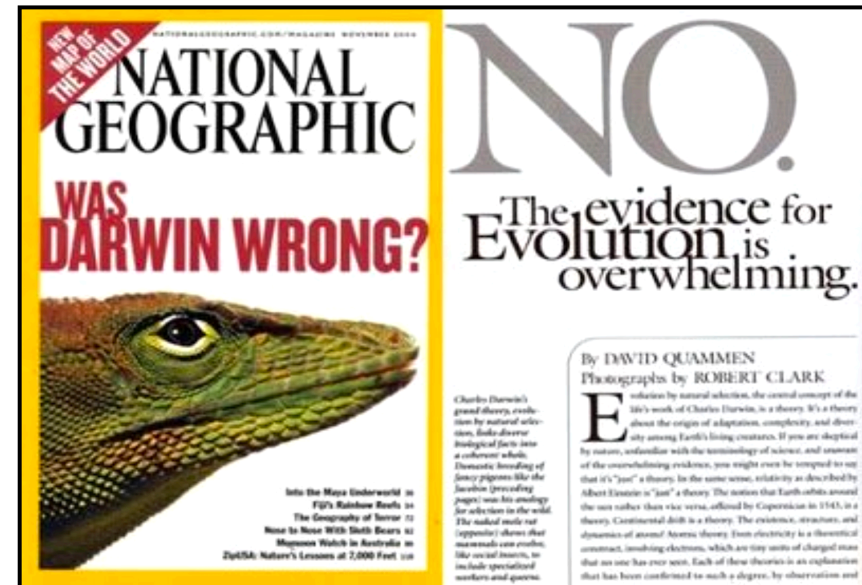 NATIONALGEOGRAPHIC.COM/MAGAZINE NOVEMBER 2004
NEW
MAP OF
THE WORLD
NATIONAL
GEOGRAPHIC
WAS
DARWIN WRONG?
Into the Maya Underworld 36
Fiji's Rainbow Reefs 54
The Geography of Terror 72
Nose to Nose With Sloth Bears 82
Monsoon Watch in Australia
ZipUSA: Nature's Lessons at 7,000 Feet
NO.
The evidence for
Evolution is
overwhelming.
By DAVID QUAMMEN
Photographs by ROBERT CLARK
Evolution by natural selection, the central concept of the
life's work of Charles Darwin, is a theory. It's a theory
about the origin of adaptation, complexity, and diver-
sity among Earth's living creatures. If you are skeptical
by nature, unfamiliar with the terminology of science, and unaware
of the overwhelming evidence, you might even be tempted to say
that it's "just" a theory. In the same sense, relativity as described by
Albert Einstein is "just" a theory. The notion that Earth orbits around
the sun rather than vice versa, offered by Copernicus in 1543, is a
theory. Continental drift is a theory. The existence, structure, and
dynamics of atoms? Atomic theory. Even electricity is a theoretical
construct, involving electrons, which are tiny units of charged mass
that no one has ever seen. Each of these theories is an explanation
that has been confirmed to such a degree, by observation and
Charles Darwin's
grand theory, evolu-
tion by natural selec-
tion, links diverse
biological facts into
a coherent whole.
Domestic breeding of
fancy pigeons like the
Jacobin (preceding
pages) was his analogy
for selection in the wild.
The naked mole rat
(opposite) shows that
mammals can evolve,
like social insects, to
include specialized
workers and queens.